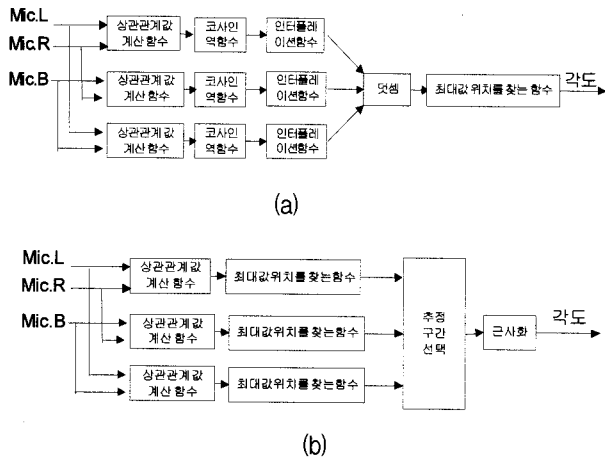 Mic.L
Mic.R
Mic.B
상관관계값
계산 함수
코사인
역함수
인터플레
이션함수
상관관계값
계산 함수
코사인
역함수
인터플레
이션함수
상관관계값
계산 함수
코사인
역함수
인터플레
이션함수
덧셈
최대값 위치를 찾는 함수
각도
(a)
Mic.L
Mic.R
Mic.B
상관관계값
계산 함수
최대값위치를 찾는함수
상관관계값
계산 함수
최대값위치를 찾는함수
상관관계값
계산 함수
최대값위치를 찾는함수
추정
구간
선택
근사화
각도
(b)